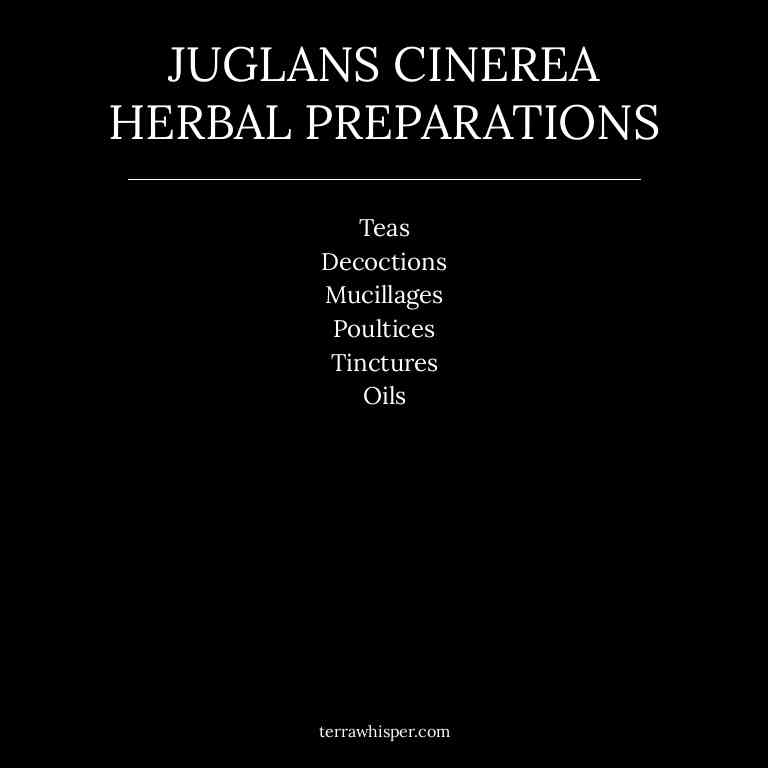 JUGLANS CINEREA
HERBAL PREPARATIONS
Teas
Decoctions
Mucillages
Poultices
Tinctures
Oils
terrawhisper.com